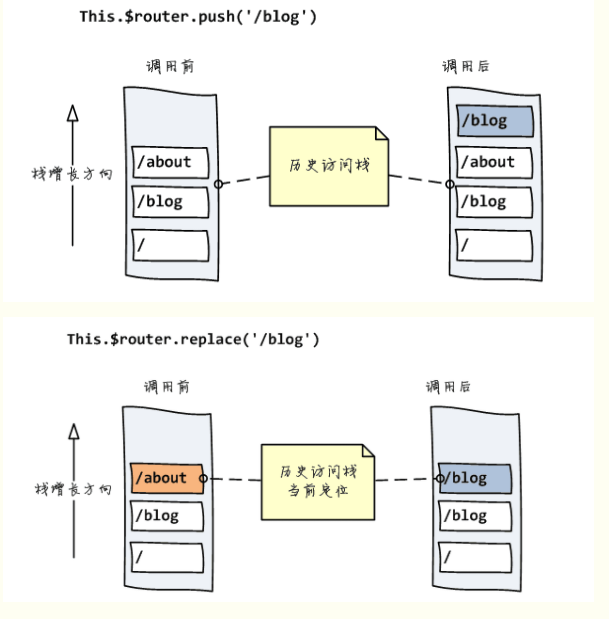 This.$router.push('/blog')
调用前
调用后
栈增长方向
/about
/blog
/
历史访问栈
/blog
/about
/blog
/
This.$router.replace('/blog')
调用前
调用后
栈增长方向
/about
/blog
/
历史访问栈
当前定位
/blog
/blog
/